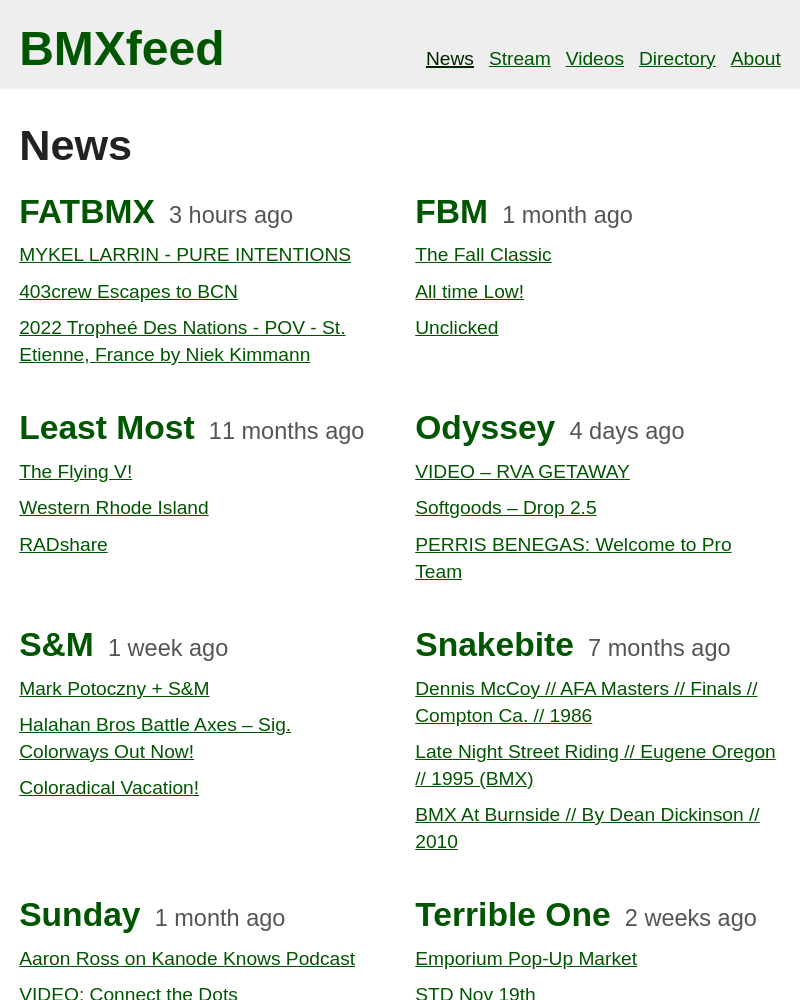 BMXfeed
News Stream Videos Directory About
News
FATBMX 3 hours ago
MYKEL LARRIN - PURE INTENTIONS
403crew Escapes to BCN
2022 Tropheé Des Nations - POV - St.
Etienne, France by Niek Kimmann
FBM 1 month ago
The Fall Classic
All time Low!
Unclicked
Least Most 11 months ago
The Flying V!
Western Rhode Island
RADshare
Odyssey 4 days ago
VIDEO – RVA GETAWAY
Softgoods – Drop 2.5
PERRIS BENEGAS: Welcome to Pro
Team
S&M 1 week ago
Mark Potoczny + S&M
Halahan Bros Battle Axes – Sig.
Colorways Out Now!
Coloradical Vacation!
Snakebite 7 months ago
Dennis McCoy // AFA Masters // Finals //
Compton Ca. // 1986
Late Night Street Riding // Eugene Oregon
// 1995 (BMX)
BMX At Burnside // By Dean Dickinson //
2010
Sunday 1 month ago
Aaron Ross on Kanode Knows Podcast
VIDEO: Connect the Dots
Terrible One 2 weeks ago
Emporium Pop-Up Market
STD Nov 19th